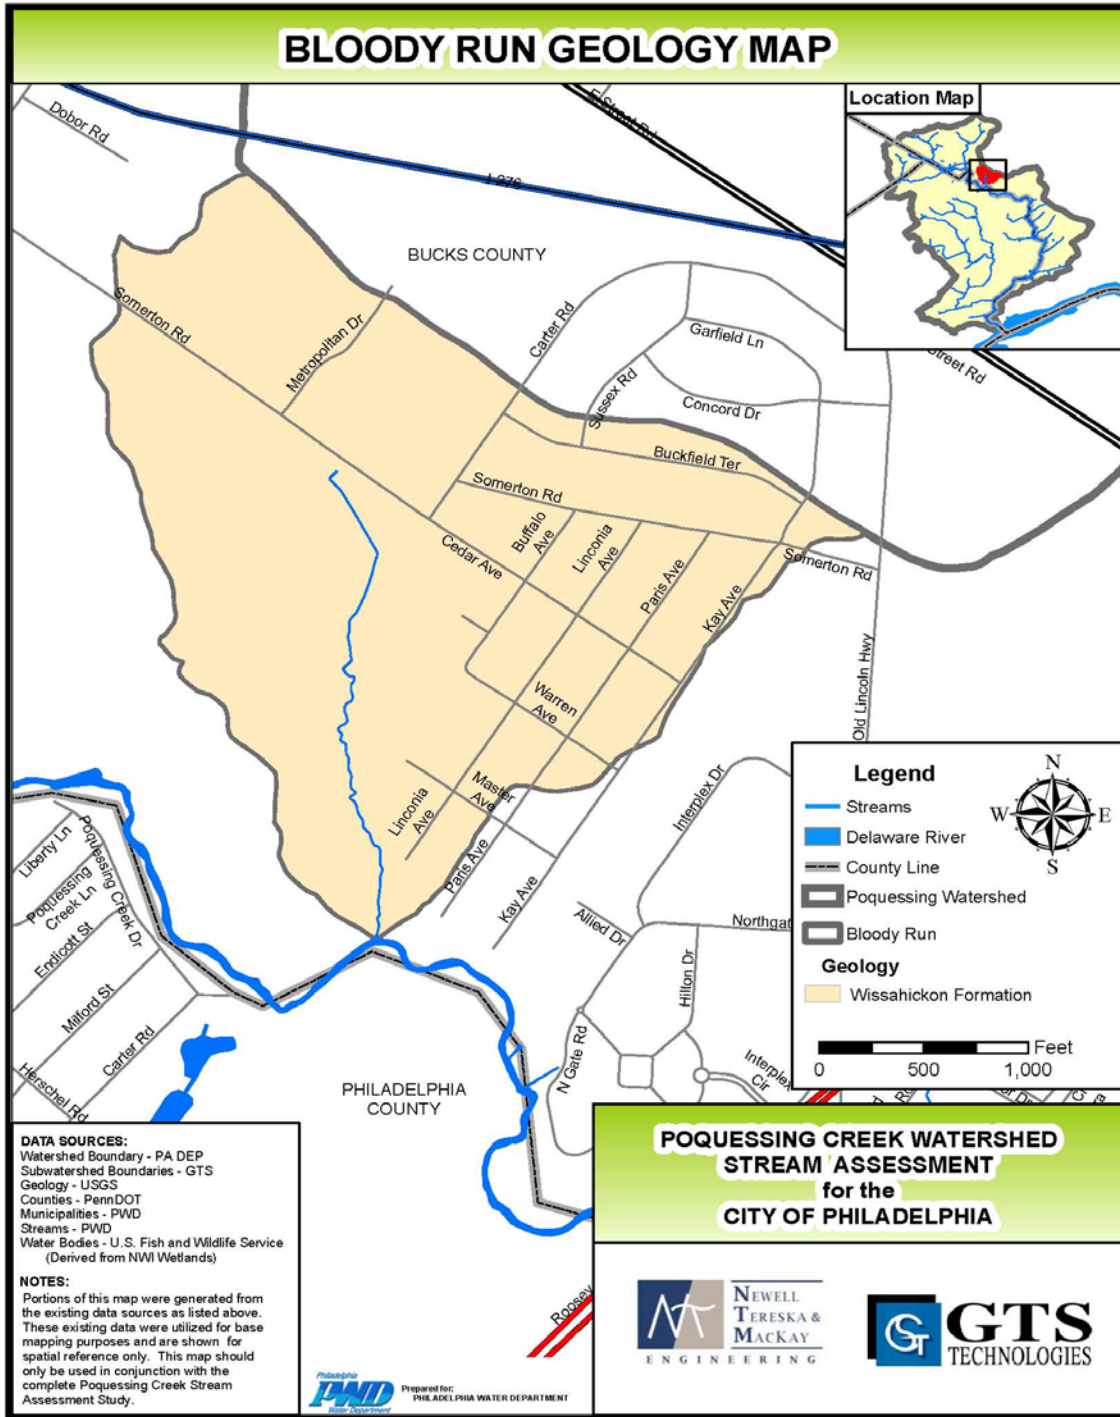 BLOODY RUN GEOLOGY MAP
Location Map
Dobor Rd
E Street Rd
I-276
BUCKS COUNTY
Somerton Rd
Metropolitan Dr
Carter Rd
Garfield Ln
Street Rd
Sussex Rd
Concord Dr
Buckfield Ter
Somerton Rd
Buffalo
Ave
Linconia
Ave
Cedar Ave
Paris Ave
Somerton Rd
Kay Ave
Old Lincoln Hwy
Warren
Ave
Master
Ave
Linconia
Ave
Paris Ave
Kay Ave
Interplex Dr
Allied Dr
Northgat
Hilton Dr
N Gate Rd
Interplex
Cir
Liberty Ln
Poquessing Creek Dr
Poquessing
Creek Ln
Endicott St
Milford St
Carter Rd
Herschel Rd
PHILADELPHIA
COUNTY
Roosev
Legend
Streams
Delaware River
County Line
Poquessing Watershed
Bloody Run
Geology
Wissahickon Formation
N
W
E
S
Feet
0 500 1,000
DATA SOURCES:
Watershed Boundary - PA DEP
Subwatershed Boundaries - GTS
Geology - USGS
Counties - PennDOT
Municipalities - PWD
Streams - PWD
Water Bodies - U.S. Fish and Wildlife Service
(Derived from NWI Wetlands)
NOTES:
Portions of this map were generated from
the existing data sources as listed above.
These existing data were utilized for base
mapping purposes and are shown for
spatial reference only. This map should
only be used in conjunction with the
complete Poquessing Creek Stream
Assessment Study.
Philadelphia
PWD
Water Department
Prepared for:
PHILADELPHIA WATER DEPARTMENT
POQUESSING CREEK WATERSHED
STREAM ASSESSMENT
for the
CITY OF PHILADELPHIA
NEWELL
TERESKA &
MACKAY
ENGINEERING
GTS
TECHNOLOGIES